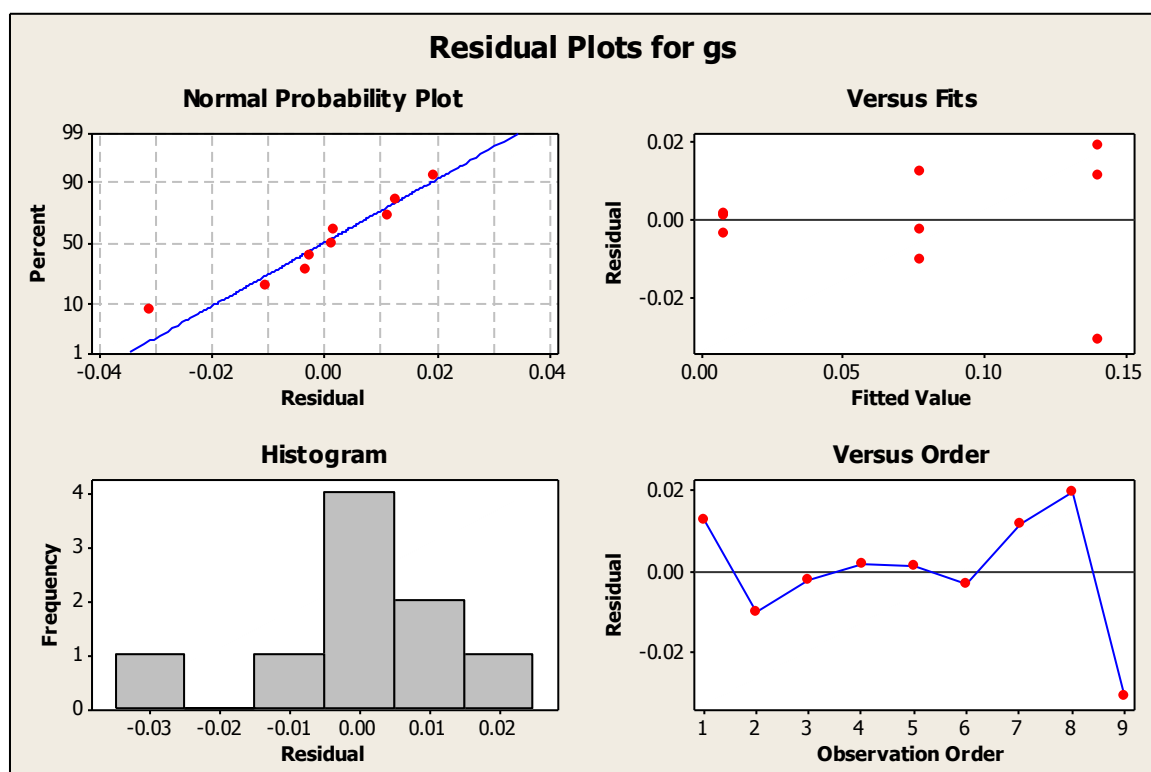 Residual Plots for gs
Normal Probability Plot
99
90
50
10
1
Percent
-0.04 -0.02 0.00 0.02 0.04
Residual
Versus Fits
0.02
0.00
-0.02
Residual
0.00 0.05 0.10 0.15
Fitted Value
Histogram
4
3
2
1
0
Frequency
-0.03 -0.02 -0.01 0.00 0.01 0.02
Residual
Versus Order
0.02
0.00
-0.02
Residual
1 2 3 4 5 6 7 8 9
Observation Order